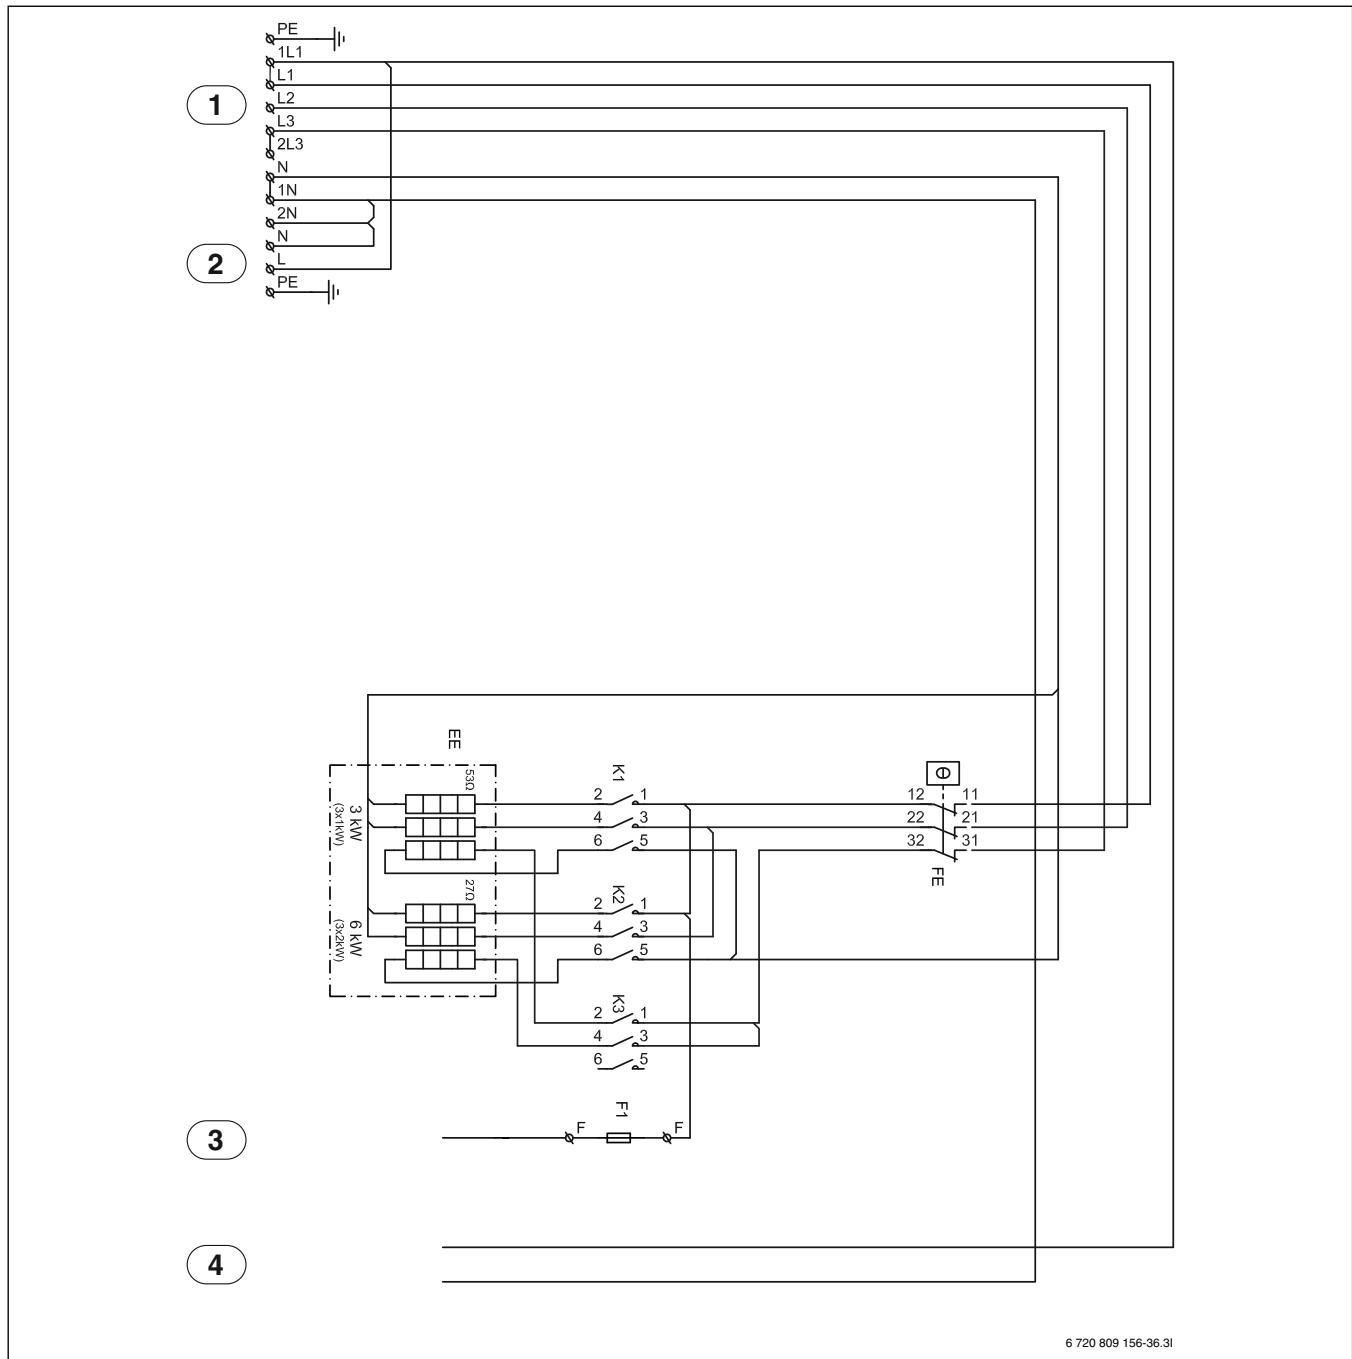 PE
1L1
L1
1
L2
L3
2L3
N
1N
2N
N
2
L
PE
EE
53Ω
3 kW
(3x1kW)
K1
2 1
4 3
6 5
Θ
12 11
22 21
32 31
FE
27Ω
6 kW
(3x2kW)
K2
2 1
4 3
6 5
K3
2 1
4 3
6 5
F1
3
F F
4
6 720 809 156-36.3I